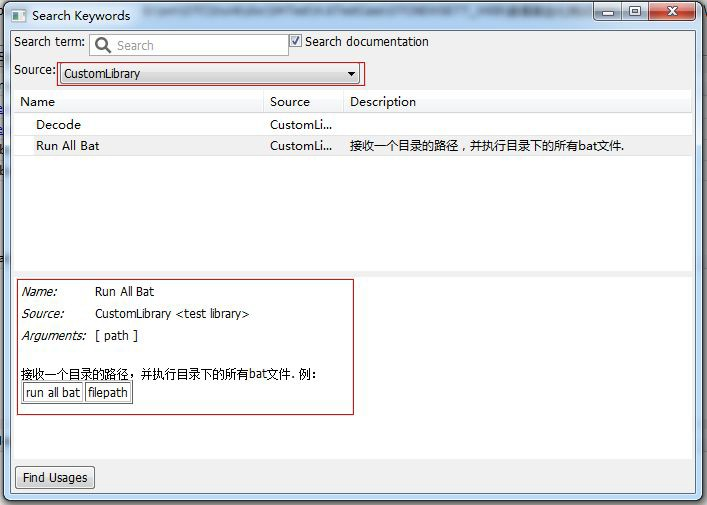 Search Keywords
Search term: Search Search documentation
Source: CustomLibrary
Name Source Description
Decode CustomLi...
Run All Bat CustomLi... 接收一个目录的路径，并执行目录下的所有bat文件.
Name: Run All Bat
Source: CustomLibrary <test library>
Arguments: [ path ]
接收一个目录的路径，并执行目录下的所有bat文件. 例：
run all bat filepath
Find Usages